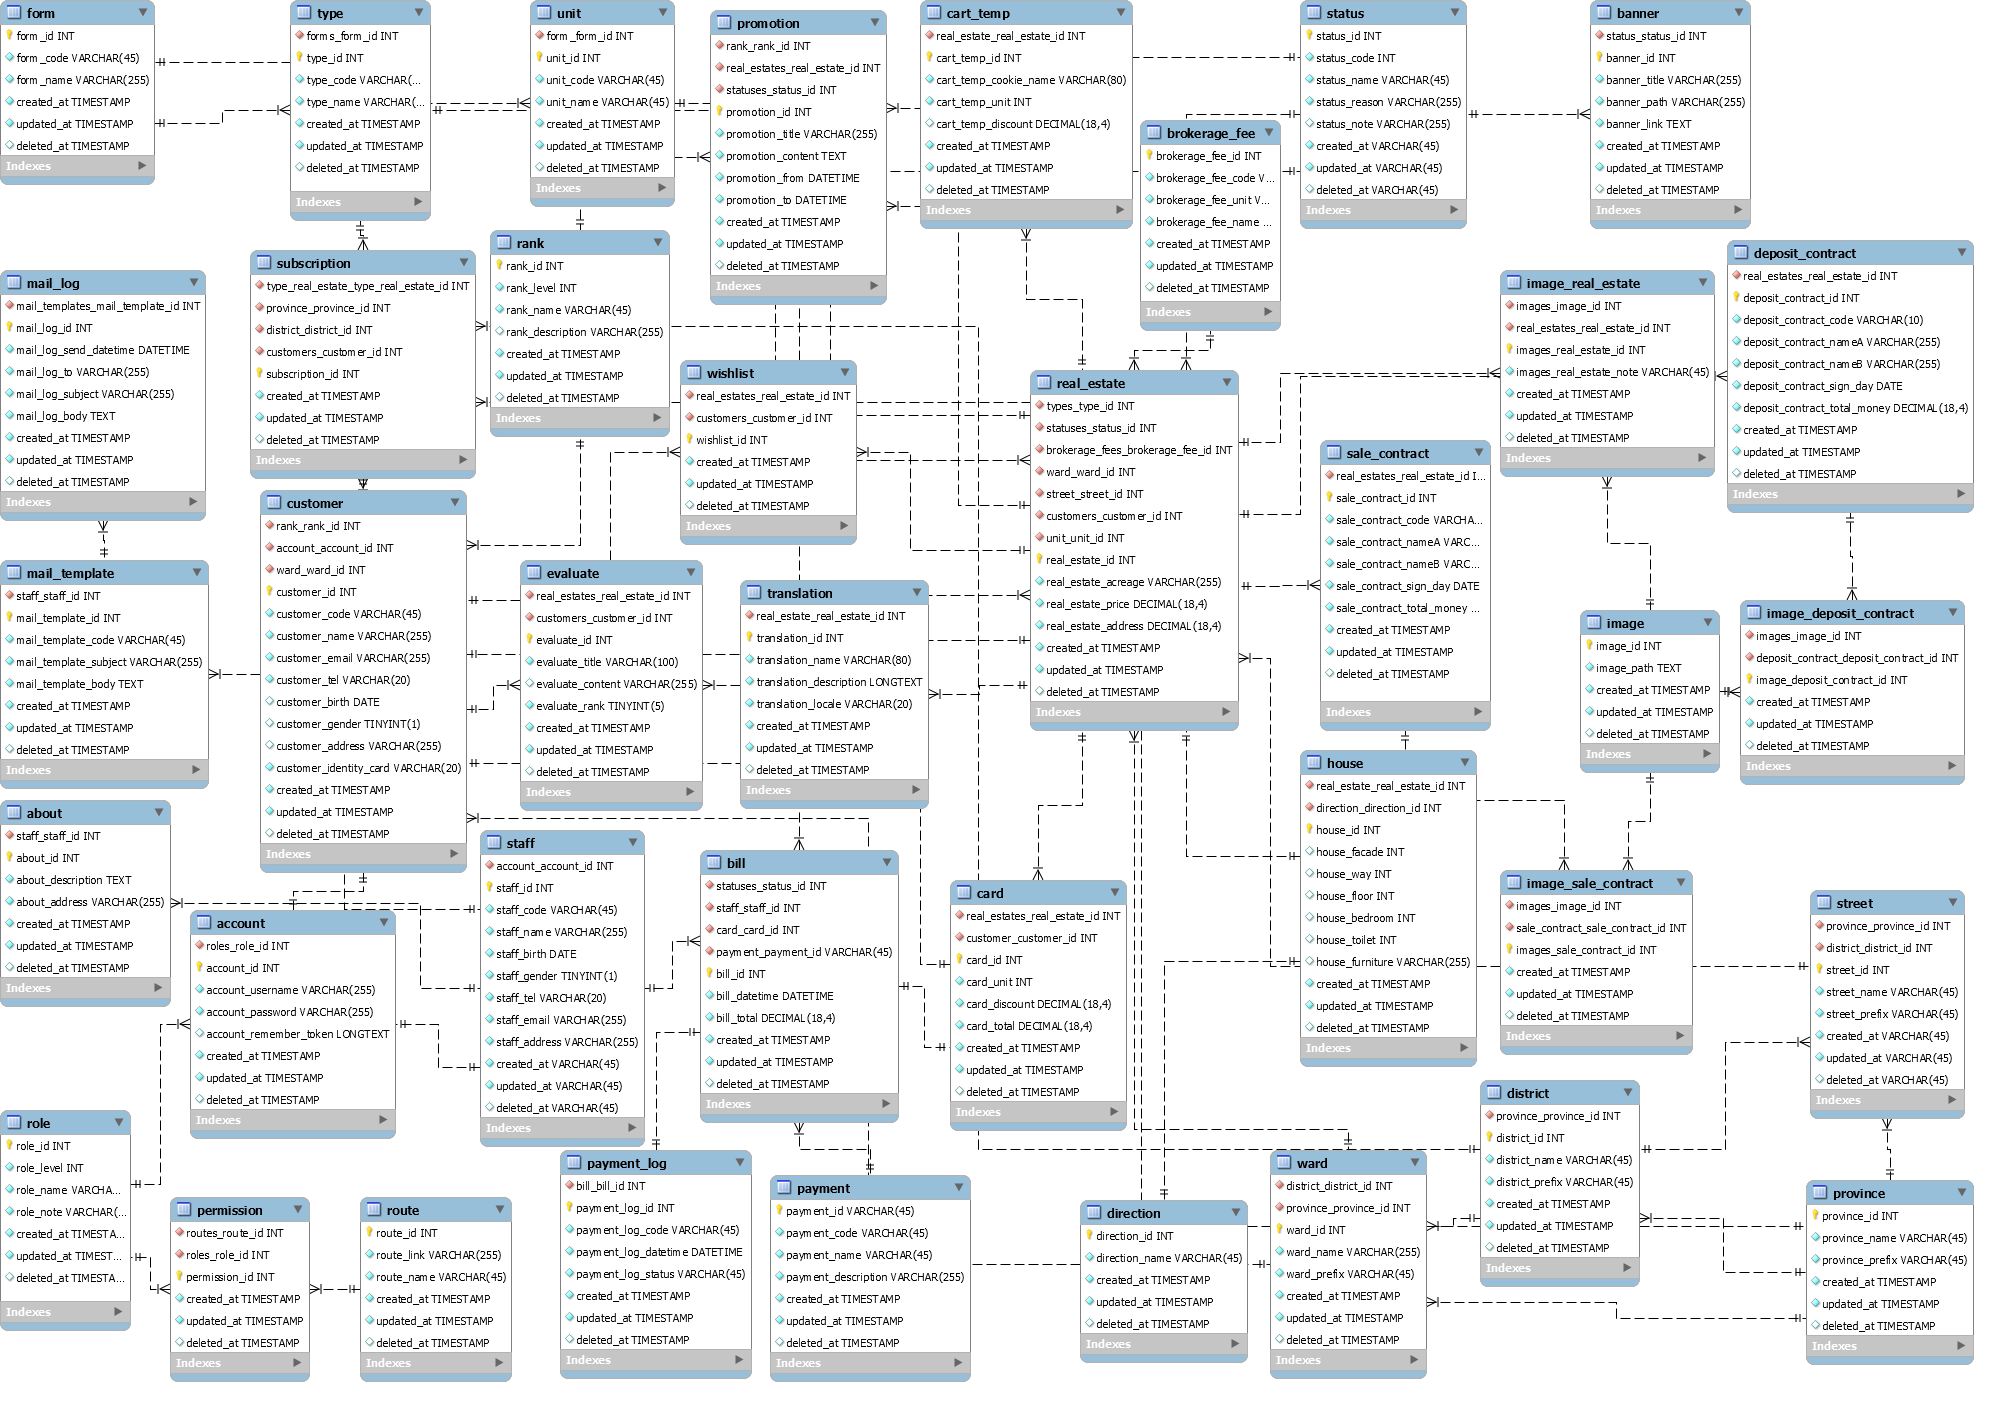 form
form_id INT
form_code VARCHAR(45)
form_name VARCHAR(255)
created_at TIMESTAMP
updated_at TIMESTAMP
deleted_at TIMESTAMP
Indexes
type
forms_form_id INT
type_id INT
type_code VARCHAR(...
type_name VARCHAR(...
created_at TIMESTAMP
updated_at TIMESTAMP
deleted_at TIMESTAMP
Indexes
unit
form_form_id INT
unit_id INT
unit_code VARCHAR(45)
unit_name VARCHAR(45)
created_at TIMESTAMP
updated_at TIMESTAMP
deleted_at TIMESTAMP
Indexes
promotion
rank_rank_id INT
real_estates_real_estate_id INT
statuses_status_id INT
promotion_id INT
promotion_title VARCHAR(255)
promotion_content TEXT
promotion_from DATETIME
promotion_to DATETIME
created_at TIMESTAMP
updated_at TIMESTAMP
deleted_at TIMESTAMP
Indexes
cart_temp
real_estate_real_estate_id INT
cart_temp_id INT
cart_temp_cookie_name VARCHAR(80)
cart_temp_unit INT
cart_temp_discount DECIMAL(18,4)
created_at TIMESTAMP
updated_at TIMESTAMP
deleted_at TIMESTAMP
Indexes
brokerage_fee
brokerage_fee_id INT
brokerage_fee_code V...
brokerage_fee_unit V...
brokerage_fee_name ...
created_at TIMESTAMP
updated_at TIMESTAMP
deleted_at TIMESTAMP
Indexes
status
status_id INT
status_code INT
status_name VARCHAR(45)
status_reason VARCHAR(255)
status_note VARCHAR(255)
created_at VARCHAR(45)
updated_at VARCHAR(45)
deleted_at VARCHAR(45)
Indexes
banner
status_status_id INT
banner_id INT
banner_title VARCHAR(255)
banner_path VARCHAR(255)
banner_link TEXT
created_at TIMESTAMP
updated_at TIMESTAMP
deleted_at TIMESTAMP
Indexes
mail_log
mail_templates_mail_template_id INT
mail_log_id INT
mail_log_send_datetime DATETIME
mail_log_to VARCHAR(255)
mail_log_subject VARCHAR(255)
mail_log_body TEXT
created_at TIMESTAMP
updated_at TIMESTAMP
deleted_at TIMESTAMP
Indexes
subscription
type_real_estate_type_real_estate_id INT
province_province_id INT
district_district_id INT
customers_customer_id INT
subscription_id INT
created_at TIMESTAMP
updated_at TIMESTAMP
deleted_at TIMESTAMP
Indexes
rank
rank_id INT
rank_level INT
rank_name VARCHAR(45)
rank_description VARCHAR(255)
created_at TIMESTAMP
updated_at TIMESTAMP
deleted_at TIMESTAMP
Indexes
wishlist
real_estates_real_estate_id INT
customers_customer_id INT
wishlist_id INT
created_at TIMESTAMP
updated_at TIMESTAMP
deleted_at TIMESTAMP
Indexes
real_estate
types_type_id INT
statuses_status_id INT
brokerage_fees_brokerage_fee_id INT
ward_ward_id INT
street_street_id INT
customers_customer_id INT
unit_unit_id INT
real_estate_id INT
real_estate_acreage VARCHAR(255)
real_estate_price DECIMAL(18,4)
real_estate_address DECIMAL(18,4)
created_at TIMESTAMP
updated_at TIMESTAMP
deleted_at TIMESTAMP
Indexes
image_real_estate
images_image_id INT
real_estates_real_estate_id INT
images_real_estate_id INT
images_real_estate_note VARCHAR(45)
created_at TIMESTAMP
updated_at TIMESTAMP
deleted_at TIMESTAMP
Indexes
deposit_contract
real_estates_real_estate_id INT
deposit_contract_id INT
deposit_contract_code VARCHAR(10)
deposit_contract_nameA VARCHAR(255)
deposit_contract_nameB VARCHAR(255)
deposit_contract_sign_day DATE
deposit_contract_total_money DECIMAL(18,4)
created_at TIMESTAMP
updated_at TIMESTAMP
deleted_at TIMESTAMP
Indexes
sale_contract
real_estates_real_estate_id I...
sale_contract_id INT
sale_contract_code VARCHA...
sale_contract_nameA VARC...
sale_contract_nameB VARC...
sale_contract_sign_day DATE
sale_contract_total_money ...
created_at TIMESTAMP
updated_at TIMESTAMP
deleted_at TIMESTAMP
Indexes
customer
rank_rank_id INT
account_account_id INT
ward_ward_id INT
customer_id INT
customer_code VARCHAR(45)
customer_name VARCHAR(255)
customer_email VARCHAR(255)
customer_tel VARCHAR(20)
customer_birth DATE
customer_gender TINYINT(1)
customer_address VARCHAR(255)
customer_identity_card VARCHAR(20)
created_at TIMESTAMP
updated_at TIMESTAMP
deleted_at TIMESTAMP
Indexes
mail_template
staff_staff_id INT
mail_template_id INT
mail_template_code VARCHAR(45)
mail_template_subject VARCHAR(255)
mail_template_body TEXT
created_at TIMESTAMP
updated_at TIMESTAMP
deleted_at TIMESTAMP
Indexes
evaluate
real_estates_real_estate_id INT
customers_customer_id INT
evaluate_id INT
evaluate_title VARCHAR(100)
evaluate_content VARCHAR(255)
evaluate_rank TINYINT(5)
created_at TIMESTAMP
updated_at TIMESTAMP
deleted_at TIMESTAMP
Indexes
translation
real_estate_real_estate_id INT
translation_id INT
translation_name VARCHAR(80)
translation_description LONGTEXT
translation_locale VARCHAR(20)
created_at TIMESTAMP
updated_at TIMESTAMP
deleted_at TIMESTAMP
Indexes
image
image_id INT
image_path TEXT
created_at TIMESTAMP
updated_at TIMESTAMP
deleted_at TIMESTAMP
Indexes
image_deposit_contract
images_image_id INT
deposit_contract_deposit_contract_id INT
image_deposit_contract_id INT
created_at TIMESTAMP
updated_at TIMESTAMP
deleted_at TIMESTAMP
Indexes
house
real_estate_real_estate_id INT
direction_direction_id INT
house_id INT
house_facade INT
house_way INT
house_floor INT
house_bedroom INT
house_toilet INT
house_furniture VARCHAR(255)
created_at TIMESTAMP
updated_at TIMESTAMP
deleted_at TIMESTAMP
Indexes
about
staff_staff_id INT
about_id INT
about_description TEXT
about_address VARCHAR(255)
created_at TIMESTAMP
updated_at TIMESTAMP
deleted_at TIMESTAMP
Indexes
staff
account_account_id INT
staff_id INT
staff_code VARCHAR(45)
staff_name VARCHAR(255)
staff_birth DATE
staff_gender TINYINT(1)
staff_tel VARCHAR(20)
staff_email VARCHAR(255)
staff_address VARCHAR(255)
created_at VARCHAR(45)
updated_at VARCHAR(45)
deleted_at VARCHAR(45)
Indexes
bill
statuses_status_id INT
staff_staff_id INT
card_card_id INT
payment_payment_id VARCHAR(45)
bill_id INT
bill_datetime DATETIME
bill_total DECIMAL(18,4)
created_at TIMESTAMP
updated_at TIMESTAMP
deleted_at TIMESTAMP
Indexes
card
real_estates_real_estate_id INT
customer_customer_id INT
card_id INT
card_unit INT
card_discount DECIMAL(18,4)
card_total DECIMAL(18,4)
created_at TIMESTAMP
updated_at TIMESTAMP
deleted_at TIMESTAMP
Indexes
image_sale_contract
images_image_id INT
sale_contract_sale_contract_id INT
images_sale_contract_id INT
created_at TIMESTAMP
updated_at TIMESTAMP
deleted_at TIMESTAMP
Indexes
street
province_province_id INT
district_district_id INT
street_id INT
street_name VARCHAR(45)
street_prefix VARCHAR(45)
created_at VARCHAR(45)
updated_at VARCHAR(45)
deleted_at VARCHAR(45)
Indexes
account
roles_role_id INT
account_id INT
account_username VARCHAR(255)
account_password VARCHAR(255)
account_remember_token LONGTEXT
created_at TIMESTAMP
updated_at TIMESTAMP
deleted_at TIMESTAMP
Indexes
role
role_id INT
role_level INT
role_name VARCHA...
role_note VARCHAR(...
created_at TIMESTA...
updated_at TIMEST...
deleted_at TIMESTA...
Indexes
permission
routes_route_id INT
roles_role_id INT
permission_id INT
created_at TIMESTAMP
updated_at TIMESTAMP
deleted_at TIMESTAMP
Indexes
route
route_id INT
route_link VARCHAR(255)
route_name VARCHAR(45)
created_at TIMESTAMP
updated_at TIMESTAMP
deleted_at TIMESTAMP
Indexes
payment_log
bill_bill_id INT
payment_log_id INT
payment_log_code VARCHAR(45)
payment_log_datetime DATETIME
payment_log_status VARCHAR(45)
created_at TIMESTAMP
updated_at TIMESTAMP
deleted_at TIMESTAMP
Indexes
payment
payment_id VARCHAR(45)
payment_code VARCHAR(45)
payment_name VARCHAR(45)
payment_description VARCHAR(255)
created_at TIMESTAMP
updated_at TIMESTAMP
deleted_at TIMESTAMP
Indexes
direction
direction_id INT
direction_name VARCHAR(45)
created_at TIMESTAMP
updated_at TIMESTAMP
deleted_at TIMESTAMP
Indexes
ward
district_district_id INT
province_province_id INT
ward_id INT
ward_name VARCHAR(255)
ward_prefix VARCHAR(45)
created_at TIMESTAMP
updated_at TIMESTAMP
deleted_at TIMESTAMP
Indexes
district
province_province_id INT
district_id INT
district_name VARCHAR(45)
district_prefix VARCHAR(45)
created_at TIMESTAMP
updated_at TIMESTAMP
deleted_at TIMESTAMP
Indexes
province
province_id INT
province_name VARCHAR(45)
province_prefix VARCHAR(45)
created_at TIMESTAMP
updated_at TIMESTAMP
deleted_at TIMESTAMP
Indexes